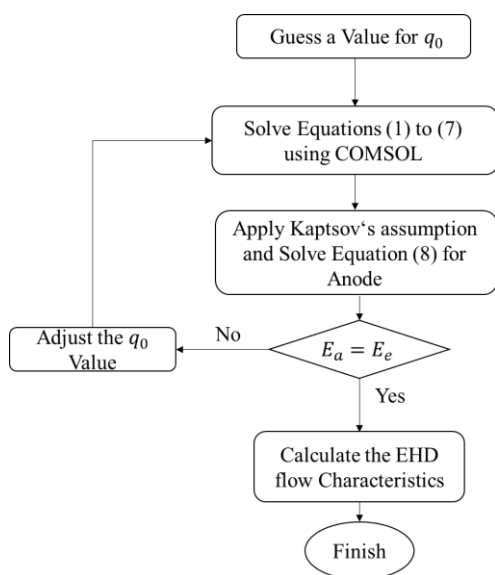 Guess a Value for q₀
Solve Equations (1) to (7)
using COMSOL
Apply Kaptsov‘s assumption
and Solve Equation (8) for
Anode
Eₐ = Eₑ
No
Adjust the q₀
Value
Yes
Calculate the EHD
flow Characteristics
Finish